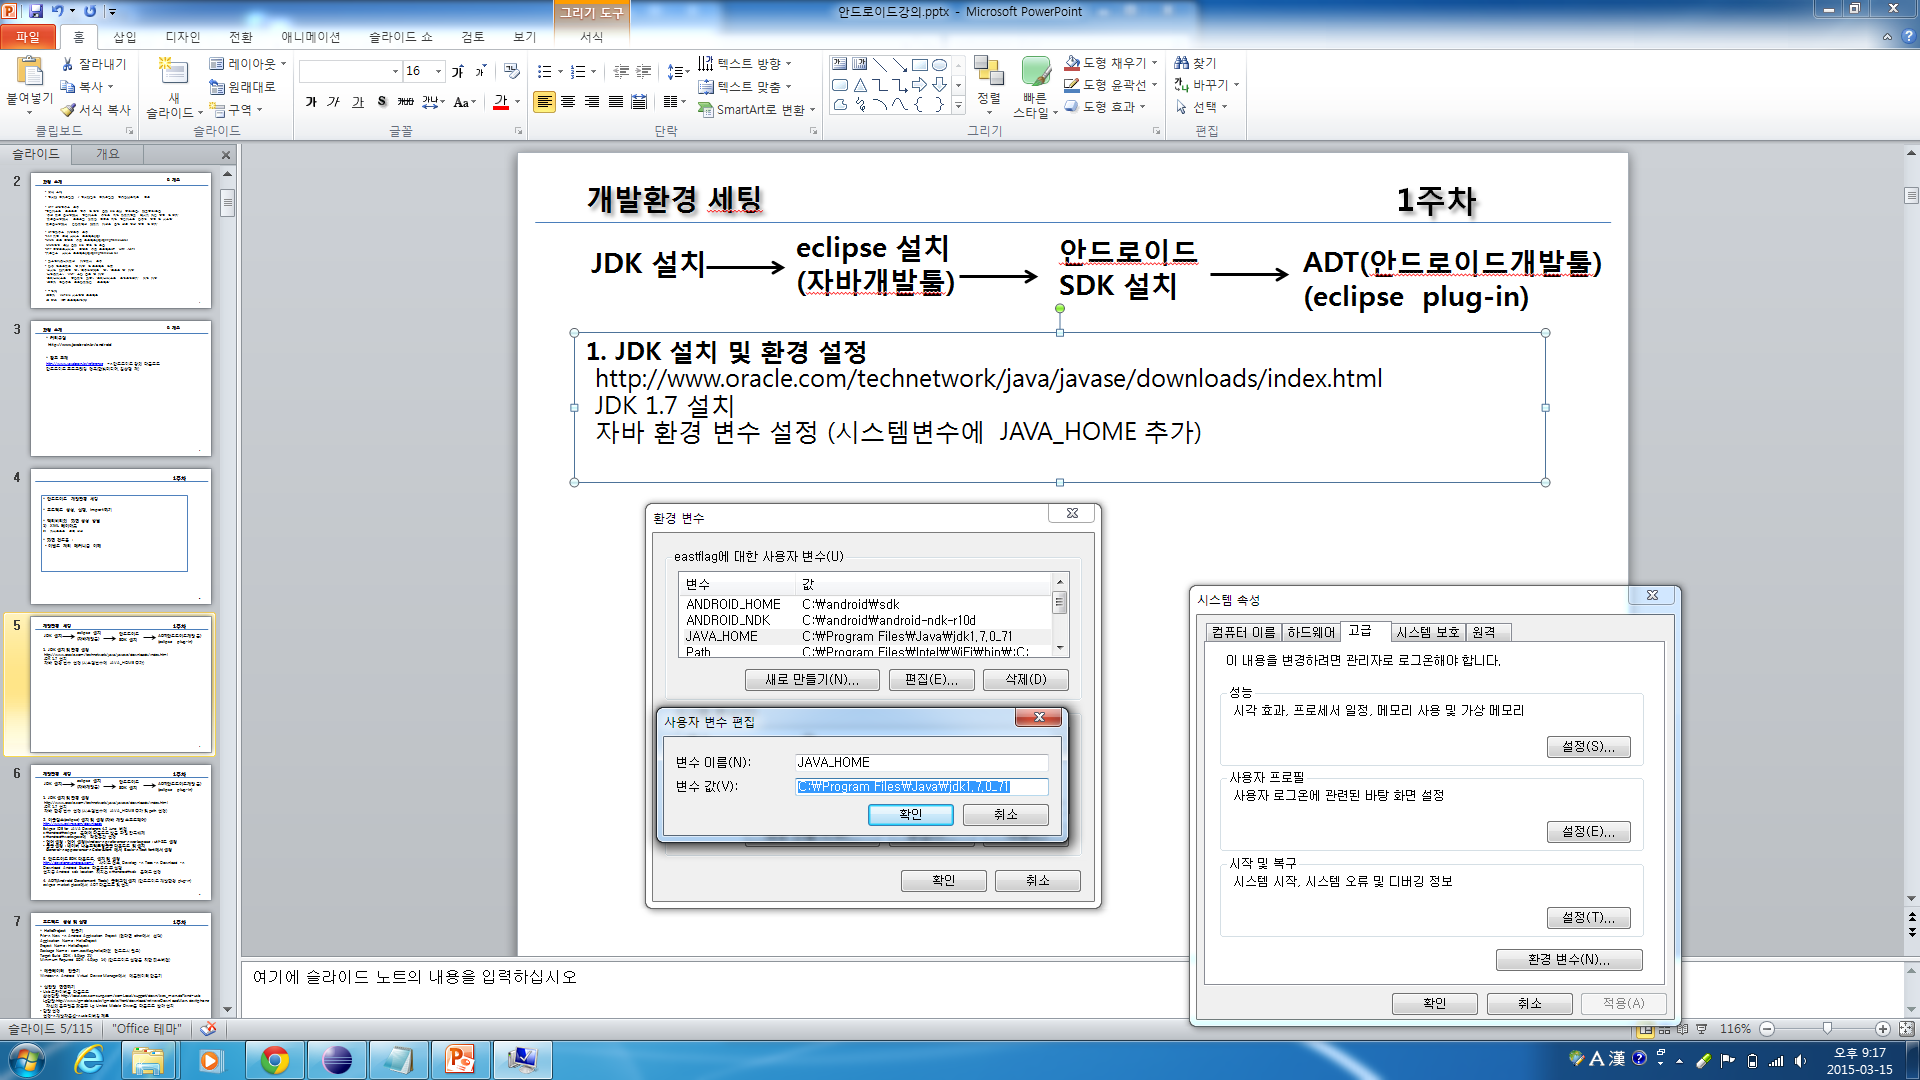 안드로이드강의.pptx - Microsoft PowerPoint
그리기 도구
파일 홈 삽입 디자인 전환 애니메이션 슬라이드 쇼 검토 보기 서식
붙여넣기
잘라내기
복사
서식 복사
클립보드
새 슬라이드
레이아웃
원래대로
구역
슬라이드
16
가 가 가 S 가나 Aa 가
글꼴
텍스트 방향
텍스트 맞춤
SmartArt로 변환
단락
정렬
빠른 스타일
도형 채우기
도형 윤곽선
도형 효과
그리기
찾기
바꾸기
선택
편집
슬라이드 개요
2
3
4
5
6
7
개발환경 세팅 1주차
JDK 설치
eclipse 설치
(자바개발툴)
안드로이드
SDK 설치
ADT(안드로이드개발툴)
(eclipse plug-in)
1. JDK 설치 및 환경 설정
http://www.oracle.com/technetwork/java/javase/downloads/index.html
JDK 1.7 설치
자바 환경 변수 설정 (시스템변수에 JAVA_HOME 추가)
환경 변수
eastflag에 대한 사용자 변수(U)
변수 값
ANDROID_HOME C:₩android₩sdk
ANDROID_NDK C:₩android₩android-ndk-r10d
JAVA_HOME C:₩Program Files₩Java₩jdk1.7.0_71
Path C:₩Program Files₩Intel₩WiFi₩bin₩;C:
새로 만들기(N)... 편집(E)... 삭제(D)
사용자 변수 편집
변수 이름(N): JAVA_HOME
변수 값(V): C:₩Program Files₩Java₩jdk1.7.0_71
확인 취소
확인 취소
시스템 속성
컴퓨터 이름 하드웨어 고급 시스템 보호 원격
이 내용을 변경하려면 관리자로 로그온해야 합니다.
성능
시각 효과, 프로세서 일정, 메모리 사용 및 가상 메모리
설정(S)...
사용자 프로필
사용자 로그온에 관련된 바탕 화면 설정
설정(E)...
시작 및 복구
시스템 시작, 시스템 오류 및 디버깅 정보
설정(T)...
환경 변수(N)...
확인 취소 적용(A)
여기에 슬라이드 노트의 내용을 입력하십시오
슬라이드 5/115 "Office 테마" 116%
A 漢
오후 9:17
2015-03-15